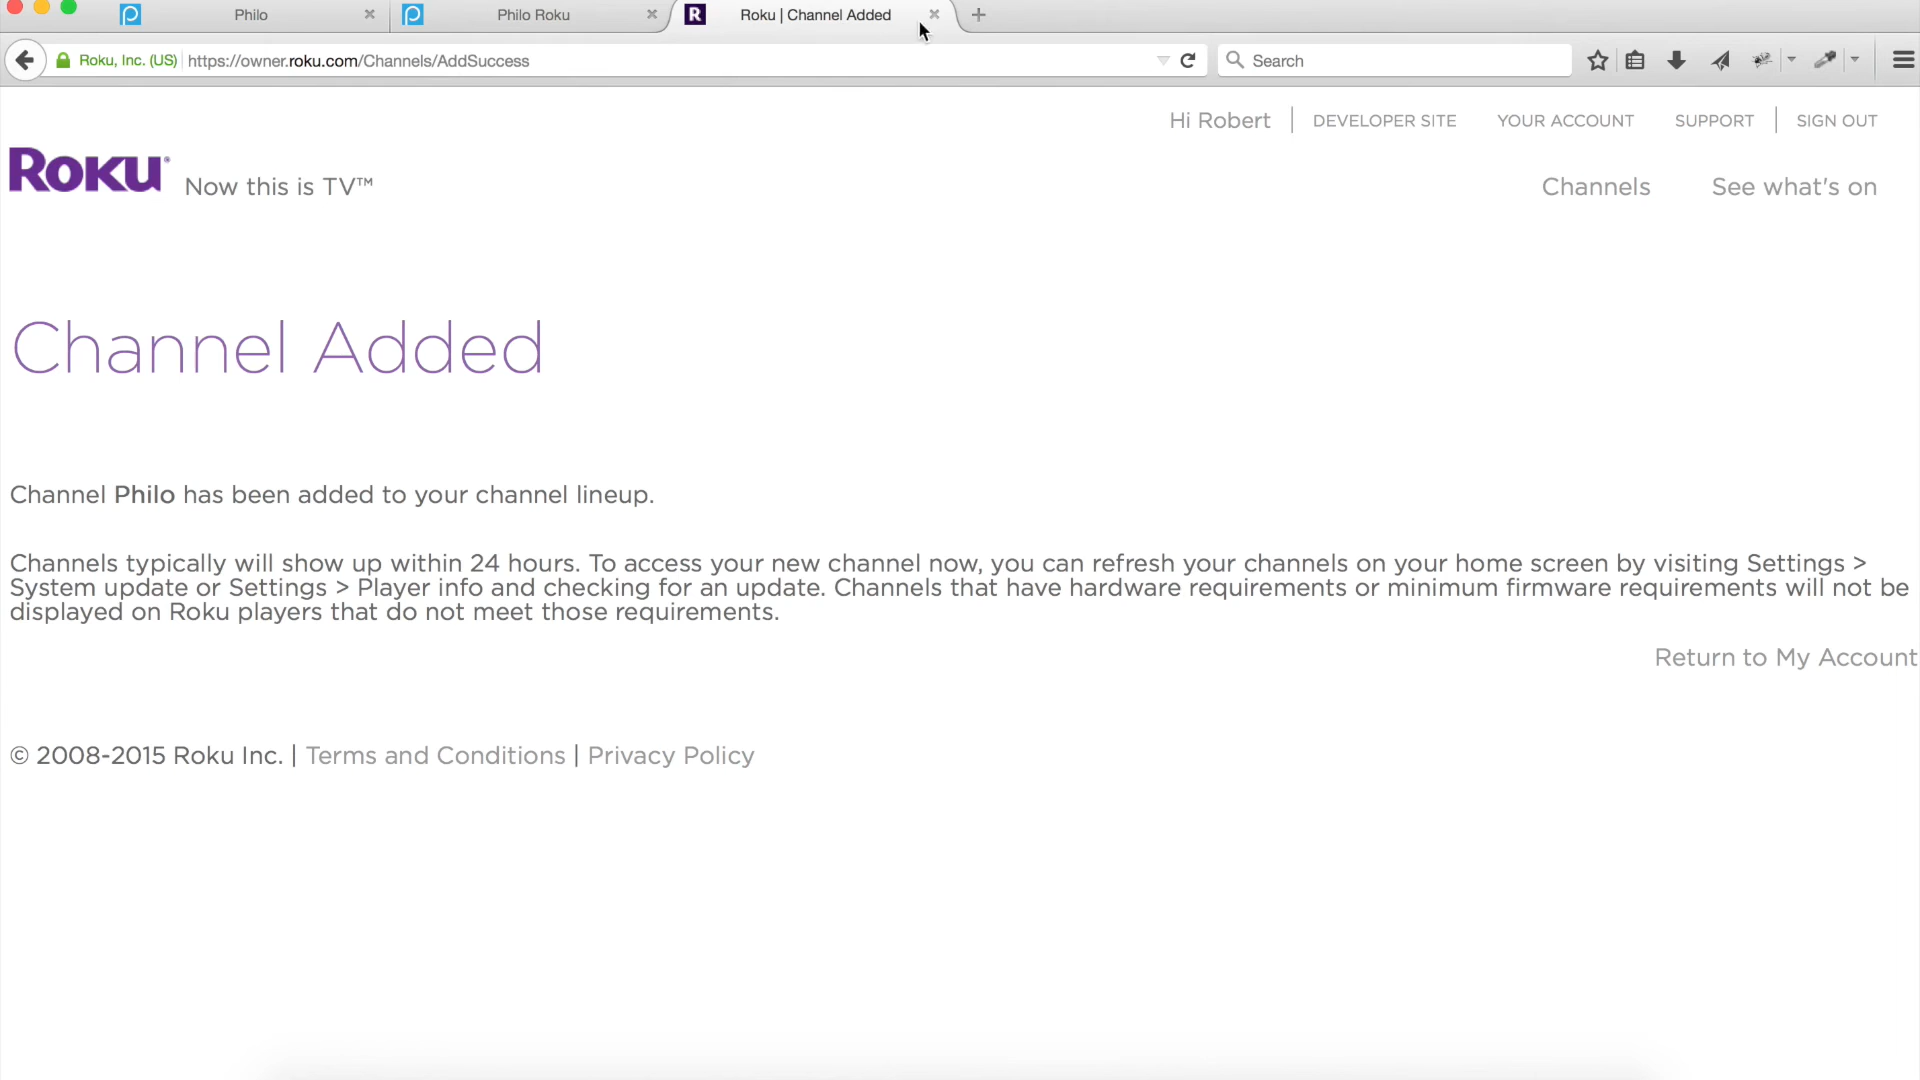 Philo
Philo Roku
R
Roku | Channel Added
Roku, Inc. (US)
https://owner.roku.com/Channels/AddSuccess
Search
Hi Robert
DEVELOPER SITE
YOUR ACCOUNT
SUPPORT
SIGN OUT
ROKU
Now this is TV™
Channels
See what's on
Channel Added
Channel Philo has been added to your channel lineup.
Channels typically will show up within 24 hours. To access your new channel now, you can refresh your channels on your home screen by visiting Settings >
System update or Settings > Player info and checking for an update. Channels that have hardware requirements or minimum firmware requirements will not be
displayed on Roku players that do not meet those requirements.
Return to My Account
© 2008-2015 Roku Inc. | Terms and Conditions | Privacy Policy